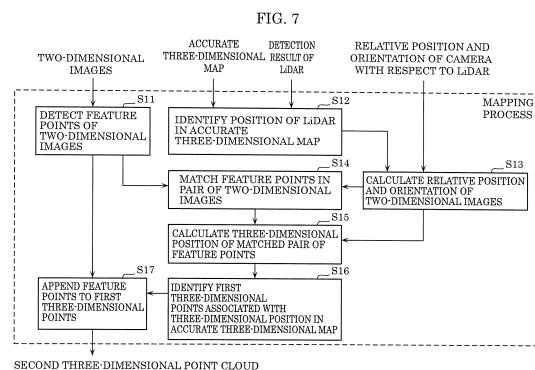 FIG. 7
TWO-DIMENSIONAL
IMAGES
ACCURATE
THREE-DIMENSIONAL
MAP
DETECTION
RESULT OF
LiDAR
RELATIVE POSITION AND
ORIENTATION OF CAMERA
WITH RESPECT TO LiDAR
MAPPING
PROCESS
S11
DETECT FEATURE
POINTS OF
TWO-DIMENSIONAL
IMAGES
S12
IDENTIFY POSITION OF LiDAR
IN ACCURATE
THREE-DIMENSIONAL MAP
S13
CALCULATE RELATIVE POSITION
AND ORIENTATION OF
TWO-DIMENSIONAL IMAGES
S14
MATCH FEATURE POINTS IN
PAIR OF TWO-DIMENSIONAL
IMAGES
S15
CALCULATE THREE-DIMENSIONAL
POSITION OF MATCHED PAIR OF
FEATURE POINTS
S16
IDENTIFY FIRST
THREE-DIMENSIONAL
POINTS ASSOCIATED WITH
THREE-DIMENSIONAL POSITION IN
ACCURATE THREE-DIMENSIONAL MAP
S17
APPEND FEATURE
POINTS TO FIRST
THREE-DIMENSIONAL
POINTS
SECOND THREE-DIMENSIONAL POINT CLOUD